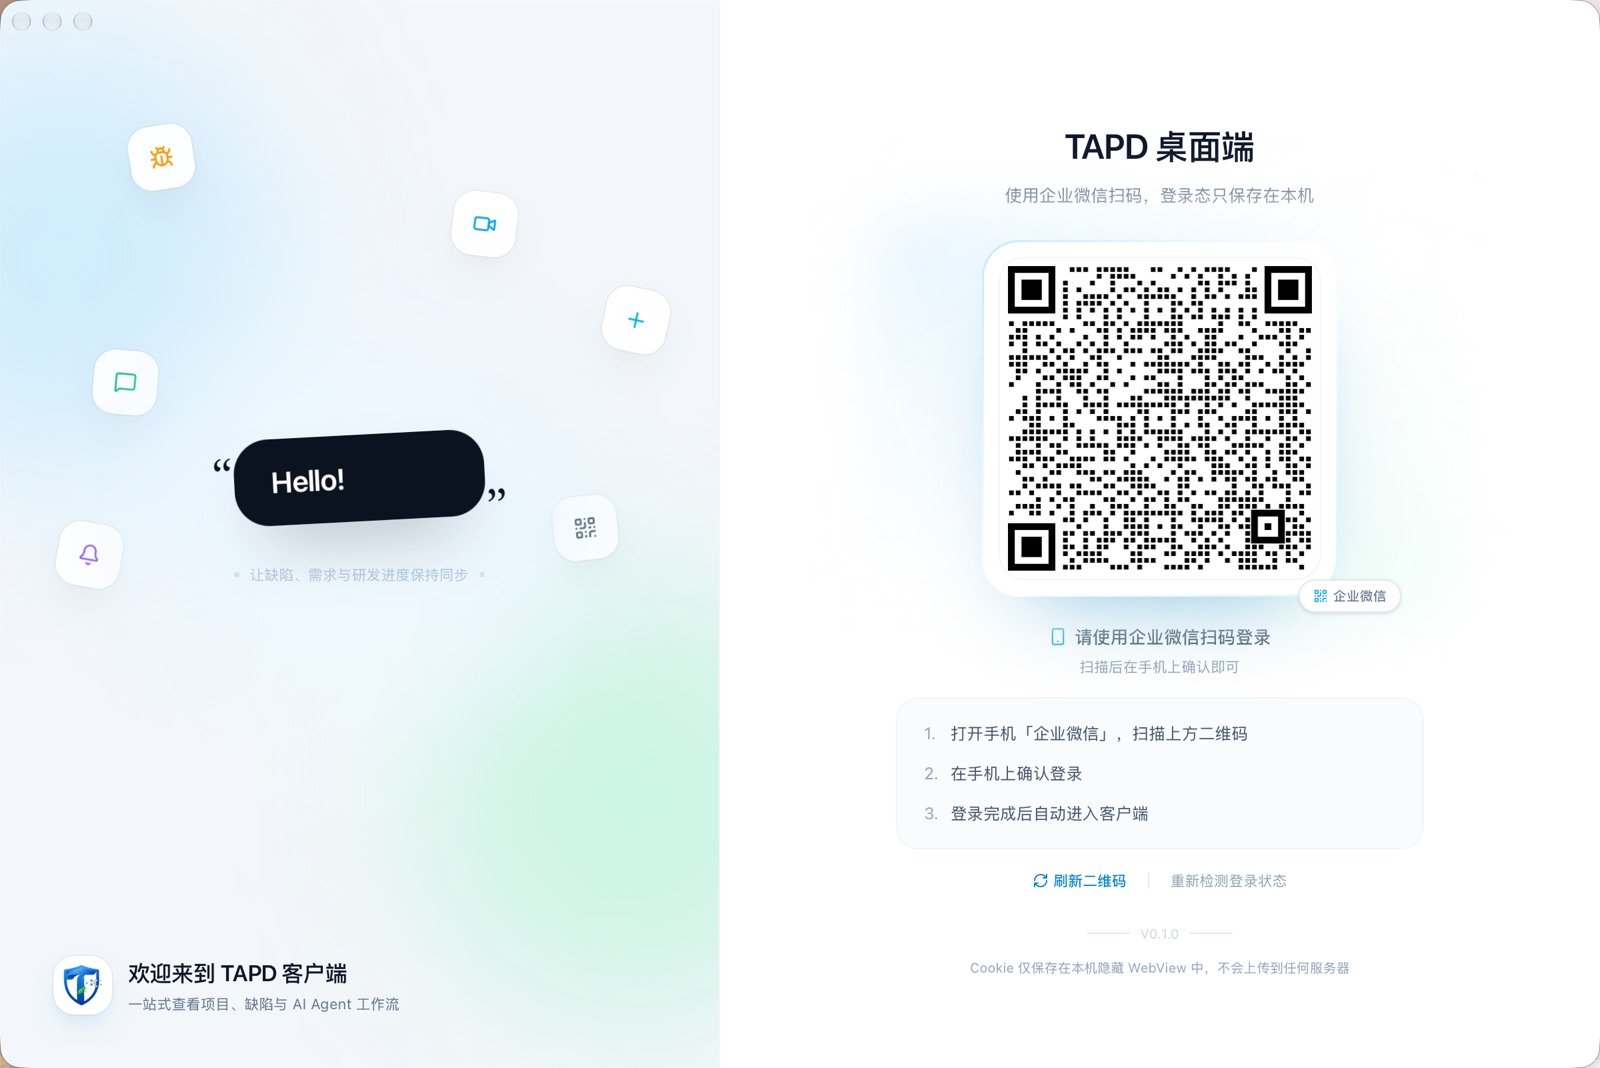 “Hello!”
让缺陷、需求与研发进度保持同步
欢迎来到 TAPD 客户端
一站式查看项目、缺陷与 AI Agent 工作流
TAPD 桌面端
使用企业微信扫码，登录态只保存在本机
企业微信
请使用企业微信扫码登录
扫描后在手机上确认即可
1. 打开手机「企业微信」，扫描上方二维码
2. 在手机上确认登录
3. 登录完成后自动进入客户端
刷新二维码
重新检测登录状态
V0.1.0
Cookie 仅保存在本机隐藏 WebView 中，不会上传到任何服务器